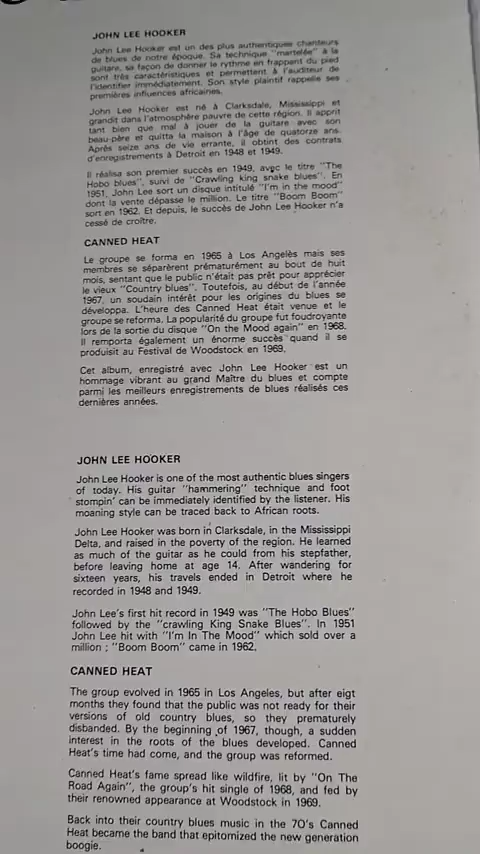 JOHN LEE HOOKER
John Lee Hooker est un des plus authentiques chanteurs
de blues de notre époque. Sa technique "martelée" à la
guitare, sa façon de donner le rythme en frappant du pied
sont très caractéristiques et permettent à l'auditeur de
l'identifier immédiatement. Son style plaintif rappelle ses
premières influences africaines.
John Lee Hooker est né à Clarksdale, Mississippi et
grandit dans l'atmosphère pauvre de cette région. Il apprit
tant bien que mal à jouer de la guitare avec son
beau-père et quitta la maison à l'âge de quatorze ans.
Après seize ans de vie errante, il obtint des contrats
d'enregistrements à Detroit en 1948 et 1949.
Il réalisa son premier succès en 1949, avec le titre "The
Hobo blues", suivi de "Crawling king snake blues". En
1951, John Lee sort un disque intitulé "I'm in the mood"
dont la vente dépasse le million. Le titre "Boom Boom"
sort en 1962. Et depuis, le succès de John Lee Hooker n'a
cessé de croître.
CANNED HEAT
Le groupe se forma en 1965 à Los Angelès mais ses
membres se séparèrent prématurément au bout de huit
mois, sentant que le public n'était pas prêt pour apprécier
le vieux "Country blues". Toutefois, au début de l'année
1967, un soudain intérêt pour les origines du blues se
développa. L'heure des Canned Heat était venue et le
groupe se reforma. La popularité du groupe fut foudroyante
lors de la sortie du disque "On the Mood again" en 1968.
Il remporta également un énorme succès quand il se
produisit au Festival de Woodstock en 1969.
Cet album, enregistré avec John Lee Hooker est un
hommage vibrant au grand Maître du blues et compte
parmi les meilleurs enregistrements de blues réalisés ces
dernières années.
JOHN LEE HOOKER
John Lee Hooker is one of the most authentic blues singers
of today. His guitar "hammering" technique and foot
stompin' can be immediately identified by the listener. His
moaning style can be traced back to African roots.
John Lee Hooker was born in Clarksdale, in the Mississippi
Delta, and raised in the poverty of the region. He learned
as much of the guitar as he could from his stepfather,
before leaving home at age 14. After wandering for
sixteen years, his travels ended in Detroit where he
recorded in 1948 and 1949.
John Lee's first hit record in 1949 was "The Hobo Blues"
followed by the "crawling King Snake Blues". In 1951
John Lee hit with "I'm In The Mood" which sold over a
million ; "Boom Boom" came in 1962.
CANNED HEAT
The group evolved in 1965 in Los Angeles, but after eigt
months they found that the public was not ready for their
versions of old country blues, so they prematurely
disbanded. By the beginning of 1967, though, a sudden
interest in the roots of the blues developed. Canned
Heat's time had come, and the group was reformed.
Canned Heat's fame spread like wildfire, lit by "On The
Road Again", the group's hit single of 1968, and fed by
their renowned appearance at Woodstock in 1969.
Back into their country blues music in the 70'S Canned
Heat became the band that epitomized the new generation
boogie.